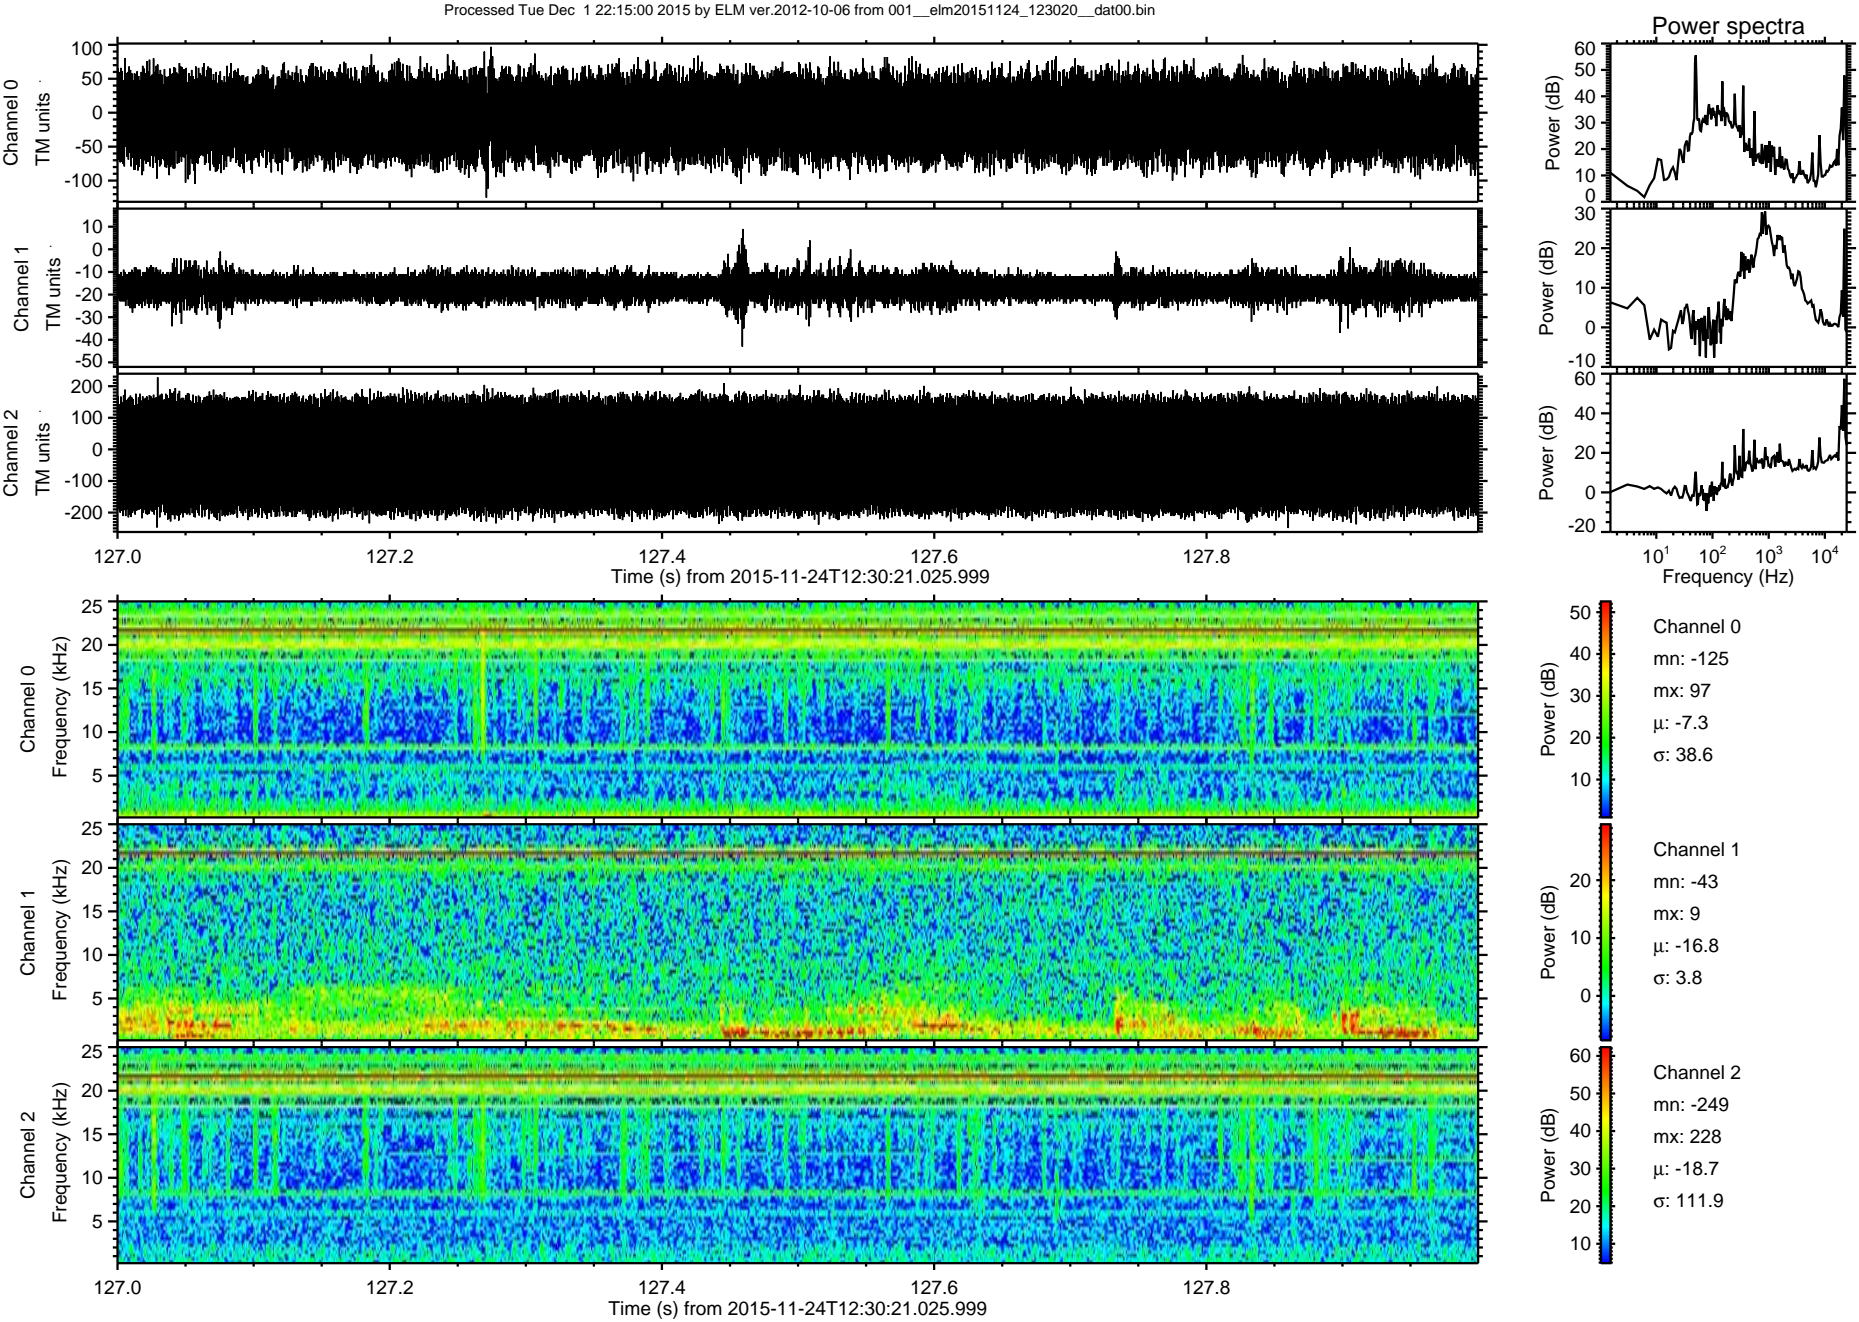 Processed Tue Dec  1 22:15:00 2015 by ELM ver.2012-10-06 from 001__elm20151124_123020__dat00.bin
Power spectra
Channel 0
TM units
100
50
0
-50
-100
Power (dB)
60
50
40
30
20
10
0
Channel 1
TM units
10
0
-10
-20
-30
-40
-50
Power (dB)
30
20
10
0
-10
Channel 2
TM units
200
100
0
-100
-200
Power (dB)
60
40
20
0
-20
127.0 127.2 127.4 127.6 127.8
Time (s) from 2015-11-24T12:30:21.025.999
10^1 10^2 10^3 10^4
Frequency (Hz)
Channel 0
Frequency (kHz)
25
20
15
10
5
Power (dB)
50
40
30
20
10
Channel 0
mn: -125
mx: 97
μ: -7.3
σ: 38.6
Channel 1
Frequency (kHz)
25
20
15
10
5
Power (dB)
20
10
0
Channel 1
mn: -43
mx: 9
μ: -16.8
σ: 3.8
Channel 2
Frequency (kHz)
25
20
15
10
5
Power (dB)
60
50
40
30
20
10
Channel 2
mn: -249
mx: 228
μ: -18.7
σ: 111.9
127.0 127.2 127.4 127.6 127.8
Time (s) from 2015-11-24T12:30:21.025.999